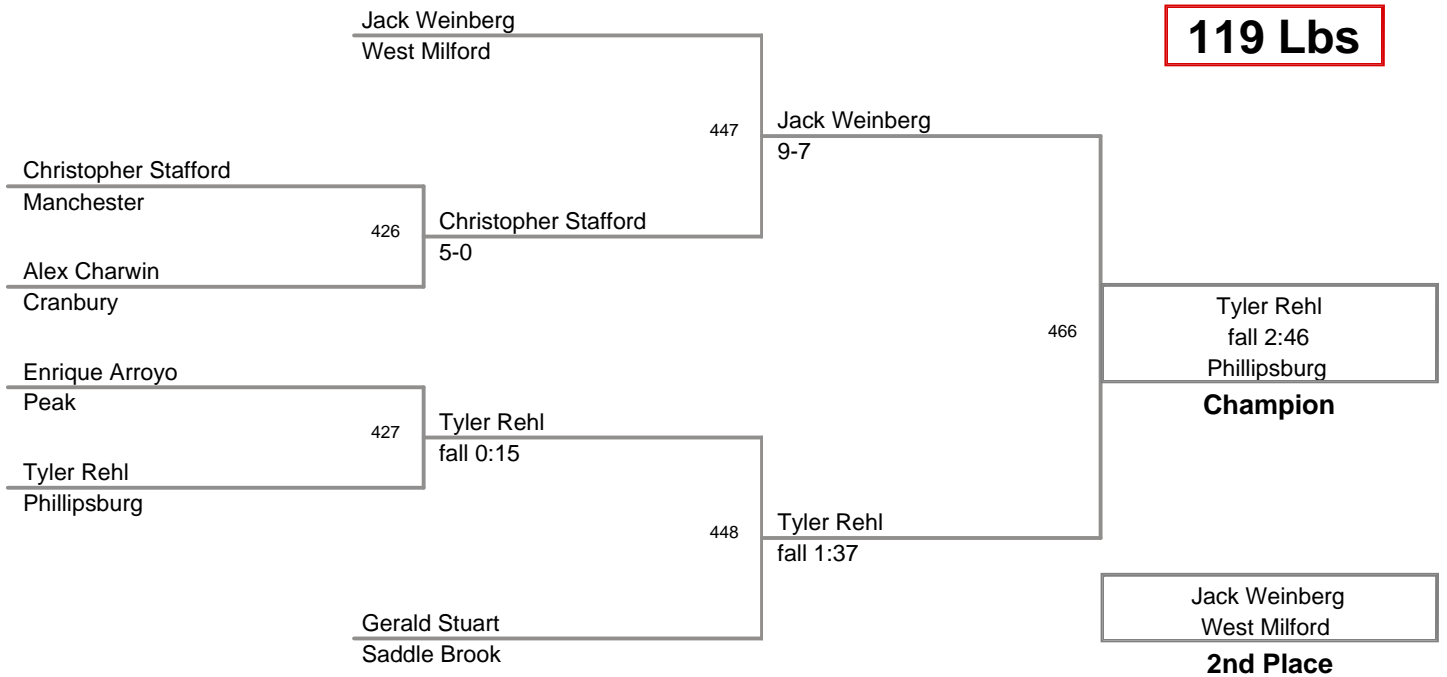 Jack Weinberg
119 Lbs
West Milford
447
Jack Weinberg
9-7
Christopher Stafford
Manchester
426
Christopher Stafford
5-0
Alex Charwin
Cranbury
Tyler Rehl
fall 2:46
Phillipsburg
Champion
466
Enrique Arroyo
Peak
427
Tyler Rehl
fall 0:15
Tyler Rehl
Phillipsburg
448
Tyler Rehl
fall 1:37
Gerald Stuart
Saddle Brook
Jack Weinberg
West Milford
2nd Place